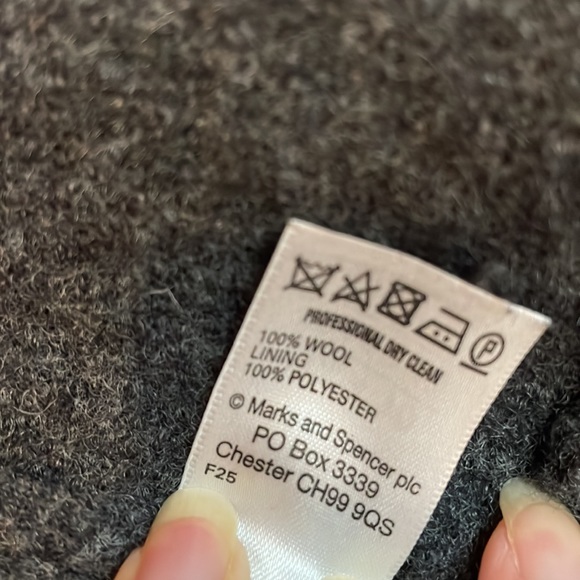 P
PROFESSIONAL DRY CLEAN
100% WOOL
LINING
100% POLYESTER
© Marks and Spencer plc
PO Box 3339
Chester CH99 9QS
F25